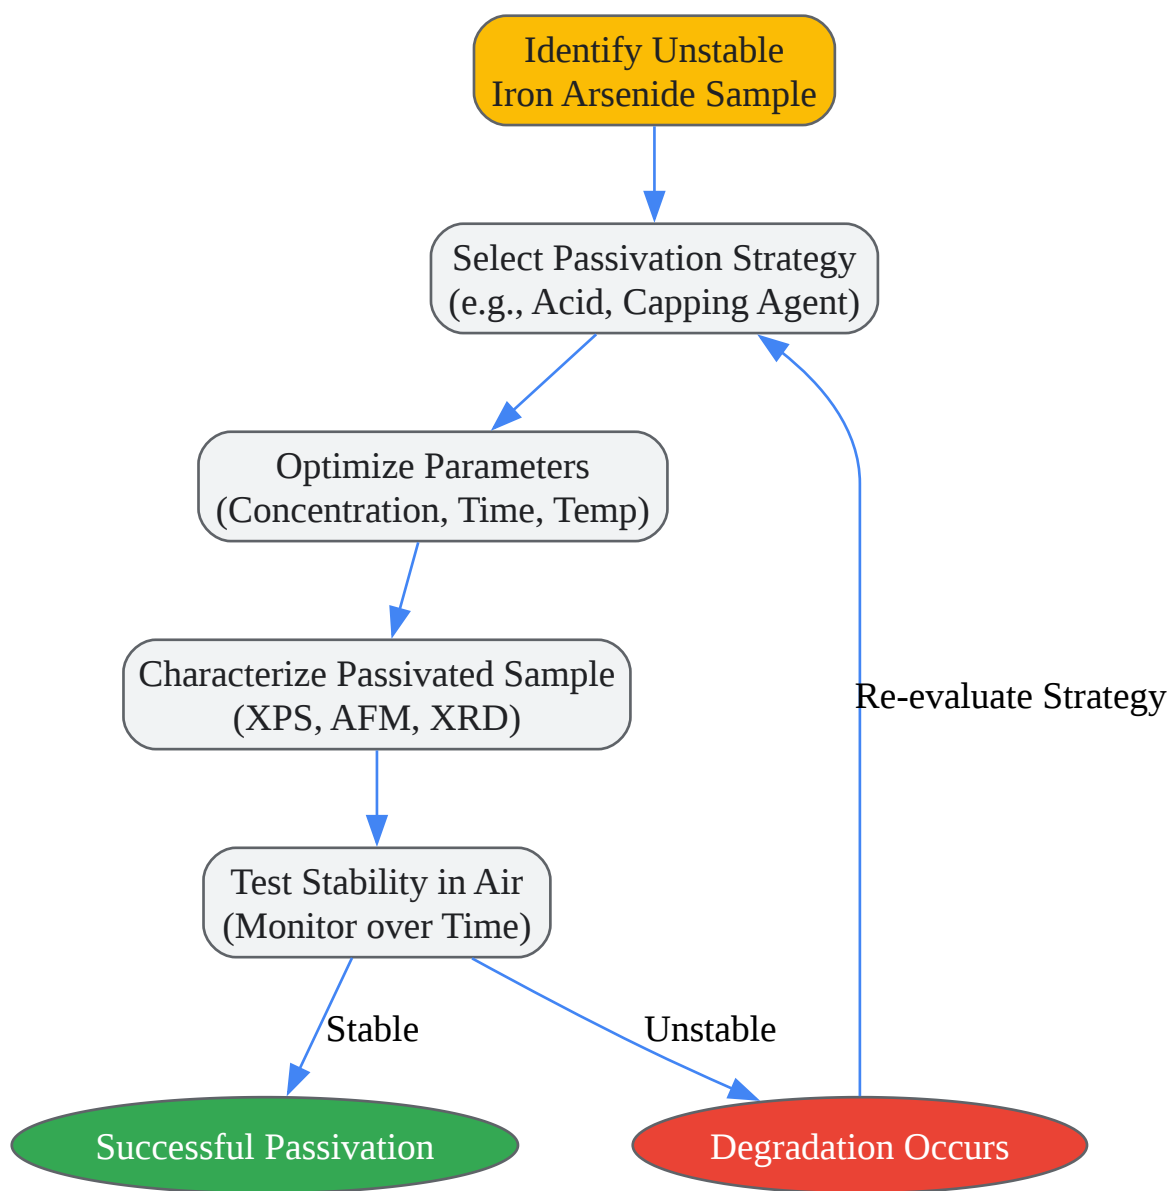 Identify Unstable
Iron Arsenide Sample
Select Passivation Strategy
(e.g., Acid, Capping Agent)
Optimize Parameters
(Concentration, Time, Temp)
Characterize Passivated Sample
(XPS, AFM, XRD)
Re-evaluate Strategy
Test Stability in Air
(Monitor over Time)
Stable
Unstable
Successful Passivation
Degradation Occurs